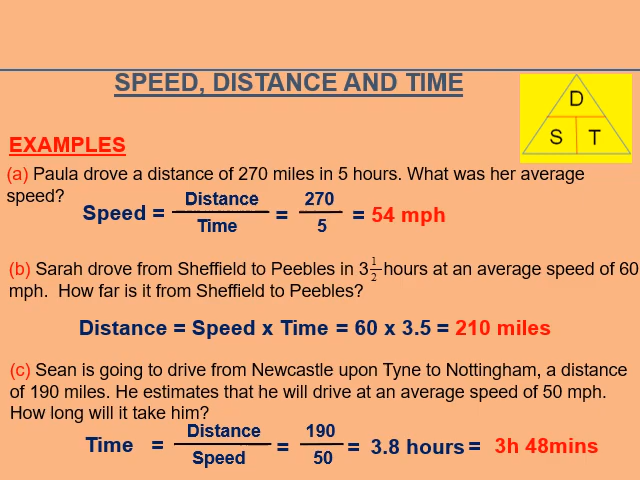 SPEED, DISTANCE AND TIME
D
S T
EXAMPLES
(a) Paula drove a distance of 270 miles in 5 hours. What was her average
speed?
Speed = Distance / Time = 270 / 5 = 54 mph
(b) Sarah drove from Sheffield to Peebles in 3 1/2 hours at an average speed of 60
mph. How far is it from Sheffield to Peebles?
Distance = Speed x Time = 60 x 3.5 = 210 miles
(c) Sean is going to drive from Newcastle upon Tyne to Nottingham, a distance
of 190 miles. He estimates that he will drive at an average speed of 50 mph.
How long will it take him?
Time = Distance / Speed = 190 / 50 = 3.8 hours = 3h 48mins